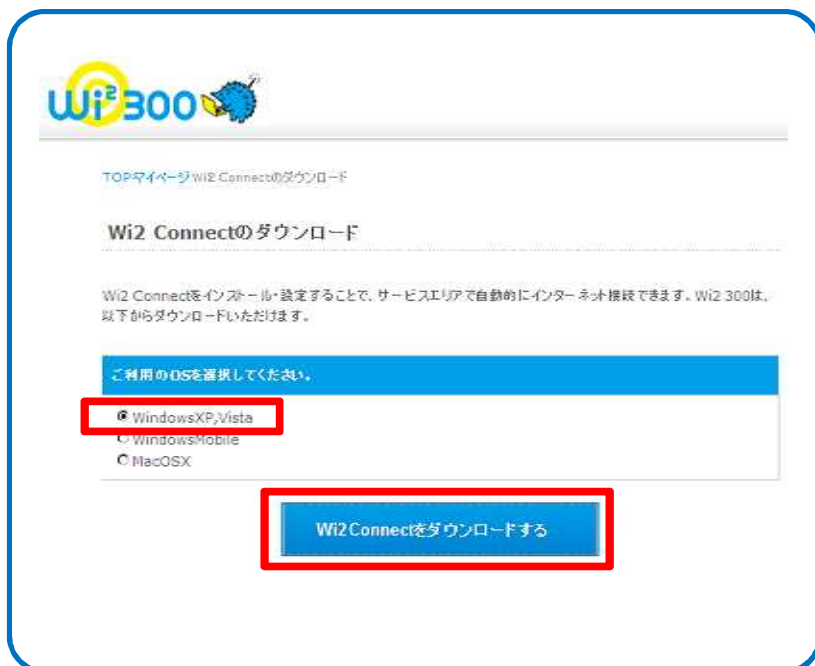 Wi²300
TOPマイページWi2 Connectのダウンロード
Wi2 Connectのダウンロード
Wi2 Connectをインストール・設定することで、サービスエリアで自動的にインターネット接続できます。Wi2 300は、
以下からダウンロードいただけます。
ご利用のOSを選択してください。
WindowsXP,Vista
WindowsMobile
MacOSX
Wi2Connectをダウンロードする